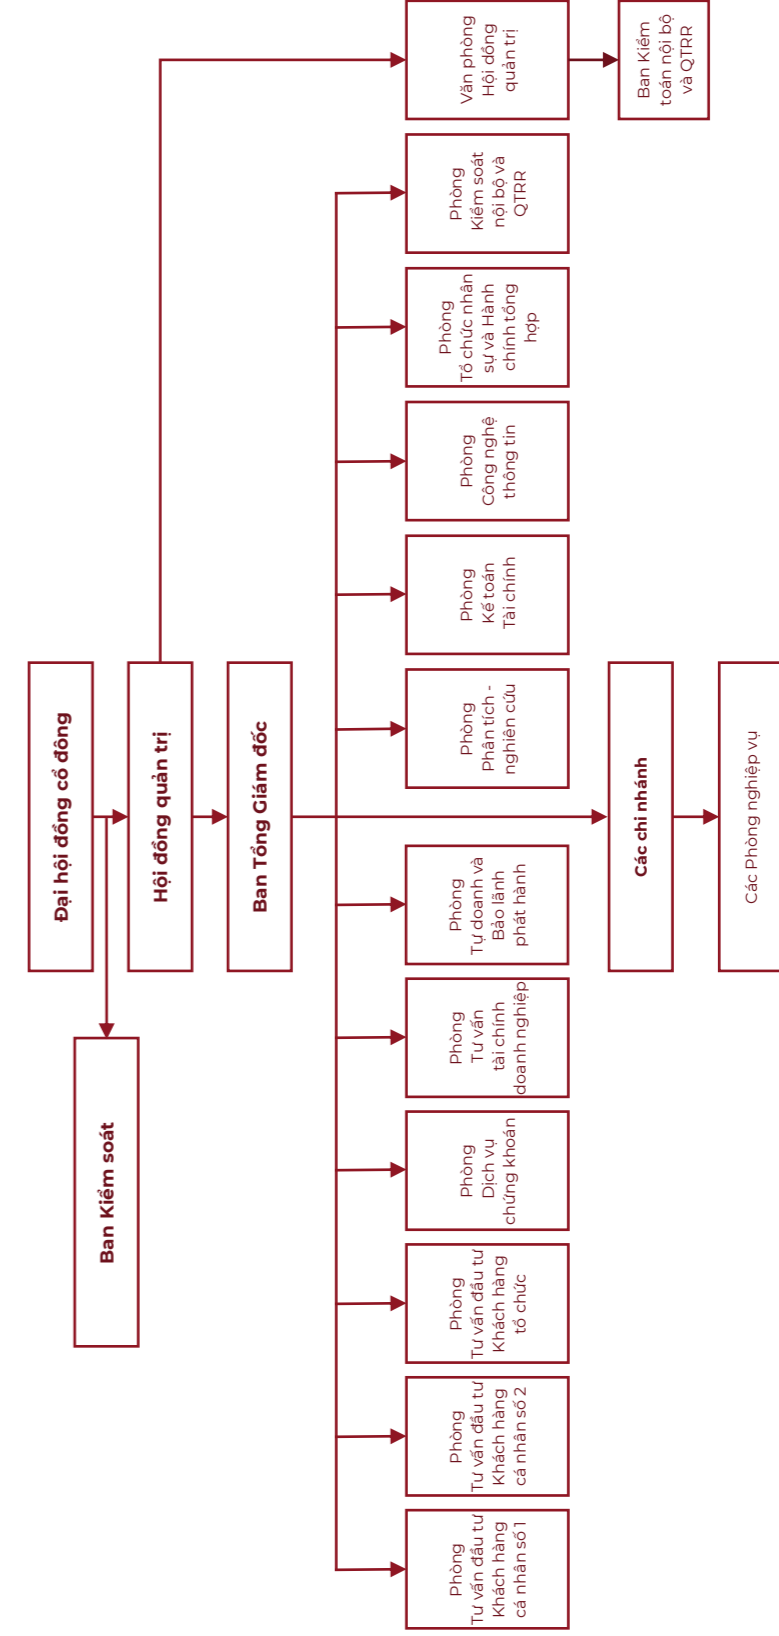 Đại hội đồng cổ đông
Ban Kiểm soát
Hội đồng quản trị
Ban Tổng Giám đốc
Phòng
Tư vấn đầu tư
Khách hàng
cá nhân số 1
Phòng
Tư vấn đầu tư
Khách hàng
cá nhân số 2
Phòng
Tư vấn đầu tư
Khách hàng
tổ chức
Phòng
Dịch vụ
chứng khoán
Phòng
Tư vấn
tài chính
doanh nghiệp
Phòng
Tự doanh và
Bảo lãnh
phát hành
Phòng
Phân tích -
nghiên cứu
Phòng
Kế toán
Tài chính
Phòng
Công nghệ
thông tin
Phòng
Tổ chức nhân
sự và Hành
chính tổng
hợp
Phòng
Kiểm soát
nội bộ và
QTRR
Văn phòng
Hội đồng
quản trị
Các chi nhánh
Ban Kiểm
toán nội bộ
và QTRR
Các Phòng nghiệp vụ